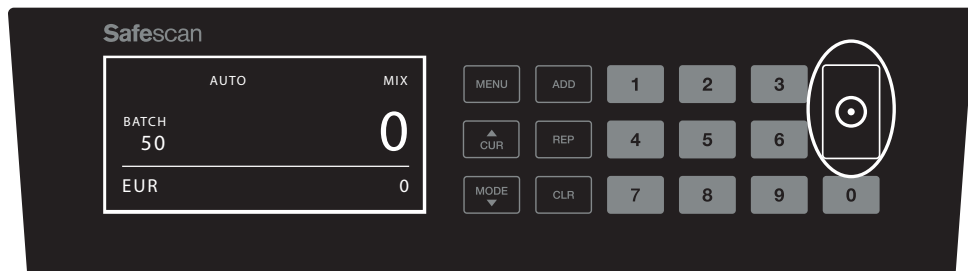 Safescan
AUTO MIX
BATCH
50
0
EUR 0
MENU ADD 1 2 3
CUR REP 4 5 6
MODE CLR 7 8 9 0